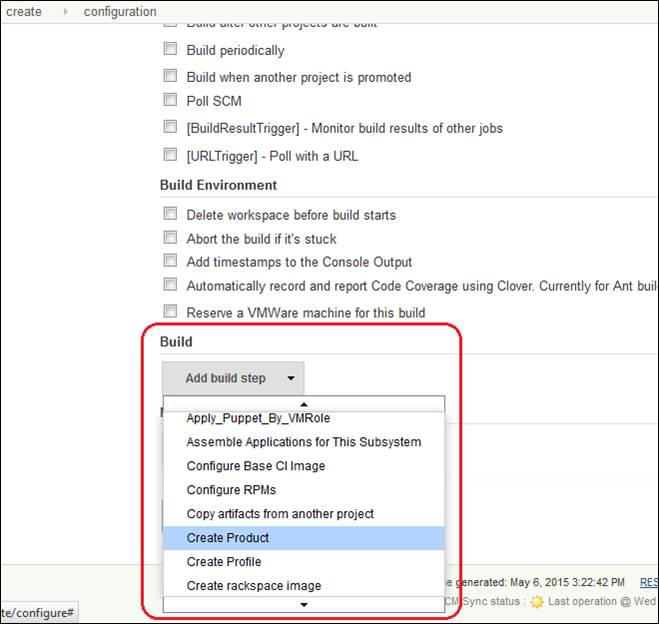 create configuration
Build after other projects are built
Build periodically
Build when another project is promoted
Poll SCM
[BuildResultTrigger] - Monitor build results of other jobs
[URLTrigger] - Poll with a URL
Build Environment
Delete workspace before build starts
Abort the build if it's stuck
Add timestamps to the Console Output
Automatically record and report Code Coverage using Clover. Currently for Ant buil
Reserve a VMWare machine for this build
Build
Add build step
Apply_Puppet_By_VMRole
Assemble Applications for This Subsystem
Configure Base CI Image
Configure RPMs
Copy artifacts from another project
Create Product
Create Profile
Create rackspace image
e generated: May 6, 2015 3:22:42 PM RES
CM Sync status : Last operation @ Wed
te/configure#